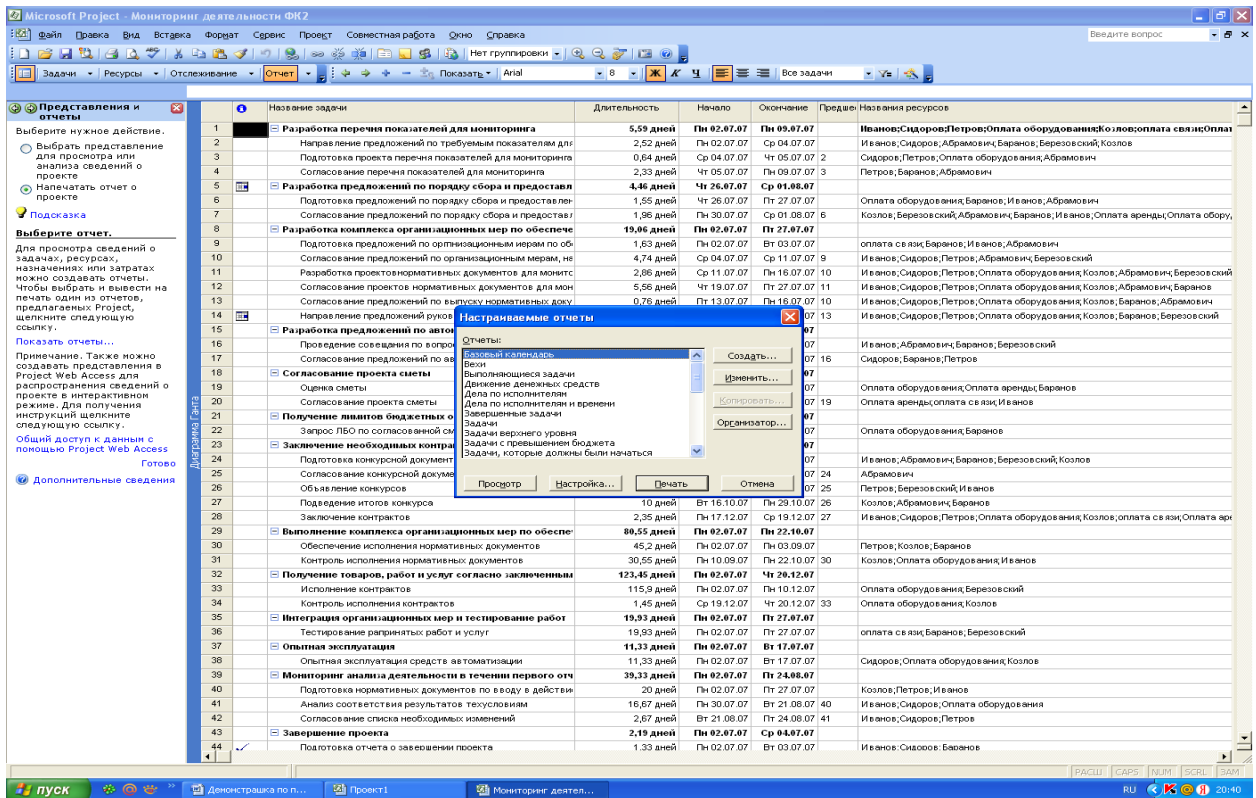 Microsoft Project - Мониторинг деятельности ФК2
Файл Правка Вид Вставка Формат Сервис Проект Совместная работа Окно Справка
Введите вопрос
Нет группировки
Задачи Ресурсы Отслеживание Отчет Показать Arial 8 Ж К Ч Все задачи
Представления и отчеты
Выберите нужное действие.
Выбрать представление
для просмотра или
анализа сведений о
проекте
Напечатать отчет о
проекте
Подсказка
Выберите отчет.
Для просмотра сведений о
задачах, ресурсах,
назначениях или затратах
можно создавать отчеты.
Чтобы выбрать и вывести на
печать один из отчетов,
предлагаемых Project,
щелкните следующую
ссылку.
Показать отчеты...
Примечание. Также можно
создавать представления в
Project Web Access для
распространения сведений о
проекте в интерактивном
режиме. Для получения
инструкций щелкните
следующую ссылку.
Общий доступ к данным с
помощью Project Web Access
Готово
Дополнительные сведения
Диаграмма Ганта
Название задачи Длительность Начало Окончание Предшес Названия ресурсов
1 Разработка перечня показателей для мониторинга 5,59 дней Пн 02.07.07 Пн 09.07.07 Иванов;Сидоров;Петров;Оплата оборудования;Козлов;оплата связи;Оплат
2 Направление предложений по требуемым показателям для 2,52 дней Пн 02.07.07 Ср 04.07.07 Иванов;Сидоров;Абрамович;Баранов;Березовский;Козлов
3 Подготовка проекта перечня показателей для мониторинга 0,64 дней Ср 04.07.07 Чт 05.07.07 2 Сидоров;Петров;Оплата оборудования;Абрамович
4 Согласование перечня показателей для мониторинга 2,33 дней Чт 05.07.07 Пн 09.07.07 3 Петров;Баранов;Абрамович
5 Разработка предложений по порядку сбора и предоставл 4,46 дней Чт 26.07.07 Ср 01.08.07
6 Подготовка предложений по порядку сбора и предоставлен 1,55 дней Чт 26.07.07 Пт 27.07.07 Оплата оборудования;Баранов;Иванов;Абрамович
7 Согласование предложений по порядку сбора и предостав 1,96 дней Пн 30.07.07 Ср 01.08.07 6 Козлов;Березовский;Абрамович;Баранов;Иванов;Оплата аренды;Оплата обору
8 Разработка комплекса организационных мер по обеспече 19,06 дней Пн 02.07.07 Пт 27.07.07
9 Подготовка предложений по орпнизационным иерам по об 1,63 дней Пн 02.07.07 Вт 03.07.07 оплата связи;Баранов;Иванов;Абрамович
10 Согласование предложений по организационным мерам, на 4,74 дней Ср 04.07.07 Ср 11.07.07 9 Иванов;Сидоров;Петров;Абрамович;Березовский
11 Разработка проектовнормативных документов для монито 2,86 дней Ср 11.07.07 Пн 16.07.07 10 Иванов;Сидоров;Петров;Оплата оборудования;Козлов;Абрамович;Березовский
12 Согласование проектов нормативных документов для мон 5,56 дней Чт 19.07.07 Пт 27.07.07 11 Иванов;Сидоров;Петров;Оплата оборудования;Козлов;Абрамович;Баранов
13 Согласование предложений по выпуску нормативных доку 0,76 дней Пт 13.07.07 Пн 16.07.07 10 Иванов;Сидоров;Петров;Оплата оборудования;Козлов;Баранов;Абрамович
14 Направление предложений руков 07 13 Иванов;Сидоров;Петров;Оплата оборудования;Козлов;Баранов;Березовский
15 Разработка предложений по автом 07
16 Проведение совещания по вопро 07 Иванов;Абрамович;Баранов;Березовский
17 Согласование предложений по ав 07 16 Сидоров;Баранов;Петров
18 Согласование проекта сметы 07
19 Оценка сметы 07 Оплата оборудования;Оплата аренды;Баранов
20 Согласование проекта сметы 07 19 Оплата аренды;оплата связи;Иванов
21 Получение лимитов бюджетных о 07
22 Запрос ЛБО по согласованной см 07 Оплата оборудования;Баранов
23 Заключение необходимых контра 07
24 Подготовка конкурсной документ 07 Иванов;Абрамович;Баранов;Березовский;Козлов
25 Согласование конкурсной докуме 07 24 Абрамович
26 Объявление конкурсов 07 25 Петров;Березовский;Иванов
27 Подведение итогов конкурса 10 дней Вт 16.10.07 Пн 29.10.07 26 Козлов;Абрамович;Баранов
28 Заключение контрактов 2,35 дней Пн 17.12.07 Ср 19.12.07 27 Иванов;Сидоров;Петров;Оплата оборудования;Козлов;оплата связи;Оплата аре
29 Выполнение комплекса организационных мер по обеспе 80,55 дней Пн 02.07.07 Пн 22.10.07
30 Обеспечение исполнения нормативных документов 45,2 дней Пн 02.07.07 Пн 03.09.07 Петров;Козлов;Баранов
31 Контроль исполнения нормативных документов 30,55 дней Пн 10.09.07 Пн 22.10.07 30 Козлов;Оплата оборудования;Иванов
32 Получение товаров, работ и услуг согласно заключенным 123,45 дней Пн 02.07.07 Чт 20.12.07
33 Исполнение контрактов 115,9 дней Пн 02.07.07 Пн 10.12.07 Оплата оборудования;Березовский
34 Контроль исполнения контрактов 1,45 дней Ср 19.12.07 Чт 20.12.07 33 Оплата оборудования;Козлов
35 Интеграция организационных мер и тестирование работ 19,93 дней Пн 02.07.07 Пт 27.07.07
36 Тестирование рапринятых работ и услуг 19,93 дней Пн 02.07.07 Пт 27.07.07 оплата связи;Баранов;Березовский
37 Опытная эксплуатация 11,33 дней Пн 02.07.07 Вт 17.07.07
38 Опытная эксплуатация средств автоматизации 11,33 дней Пн 02.07.07 Вт 17.07.07 Сидоров;Оплата оборудования;Козлов
39 Мониторинг анализа деятельности в течении первого отч 39,33 дней Пн 02.07.07 Пт 24.08.07
40 Подготовка нормативных документов по вводу в действи 20 дней Пн 02.07.07 Пт 27.07.07 Козлов;Петров;Иванов
41 Анализ соответствия результатов техусловиям 16,67 дней Пн 30.07.07 Вт 21.08.07 40 Иванов;Сидоров;Оплата оборудования
42 Согласование списка необходимых изменений 2,67 дней Вт 21.08.07 Пт 24.08.07 41 Иванов;Сидоров;Петров
43 Завершение проекта 2,19 дней Пн 02.07.07 Ср 04.07.07
44 Подготовка отчета о завершении проекта 1,33 дней Пн 02.07.07 Вт 03.07.07 Иванов;Сидоров;Баранов
Настраиваемые отчеты
Отчеты:
Базовый календарь
Вехи
Выполняющиеся задачи
Движение денежных средств
Дела по исполнителям
Дела по исполнителям и времени
Завершенные задачи
Задачи
Задачи верхнего уровня
Задачи с превышением бюджета
Задачи, которые должны были начаться
Создать...
Изменить...
Копировать...
Организатор...
Просмотр Настройка... Печать Отмена
РАСШ CAPS NUM SCRL ЗАМ
пуск Демонстрашка по п... Проект1 Мониторинг деятел... RU 20:40